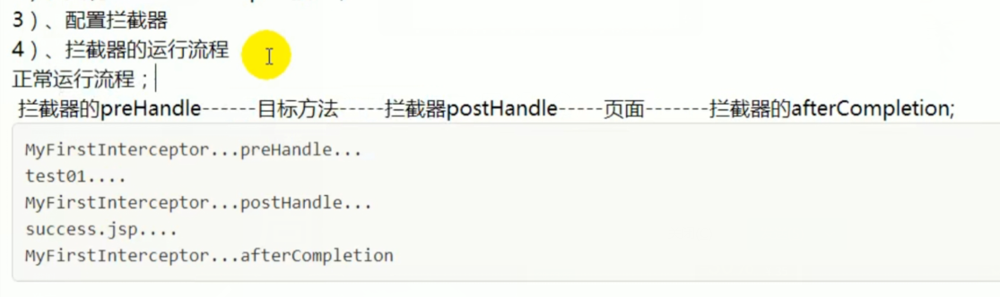 3）、配置拦截器
4）、拦截器的运行流程
正常运行流程；
拦截器的preHandle------目标方法-----拦截器postHandle-----页面-------拦截器的afterCompletion;
MyFirstInterceptor...preHandle...
test01....
MyFirstInterceptor...postHandle...
success.jsp....
MyFirstInterceptor...afterCompletion